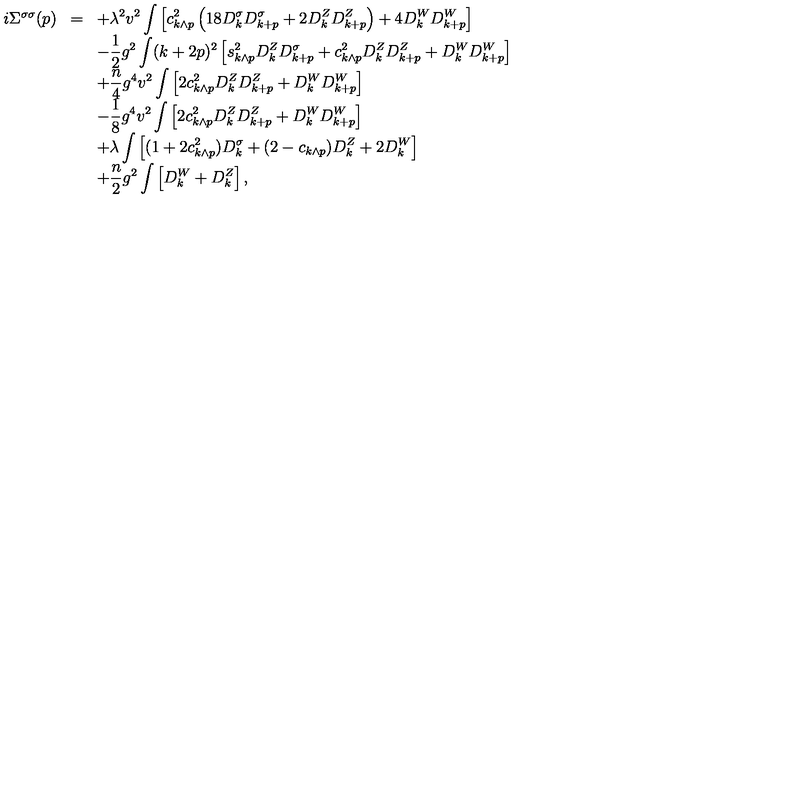 $i\Sigma^{\sigma\sigma}(p) = +\lambda^2 v^2 \int \left[ c^2_{k\wedge p} \left( 18 D^\sigma_k D^\sigma_{k+p} + 2 D^Z_k D^Z_{k+p} \right) + 4 D^W_k D^W_{k+p} \right]$
$-\frac{1}{2} g^2 \int (k+2p)^2 \left[ s^2_{k\wedge p} D^Z_k D^\sigma_{k+p} + c^2_{k\wedge p} D^Z_k D^Z_{k+p} + D^W_k D^W_{k+p} \right]$
$+\frac{n}{4} g^4 v^2 \int \left[ 2 c^2_{k\wedge p} D^Z_k D^Z_{k+p} + D^W_k D^W_{k+p} \right]$
$-\frac{1}{8} g^4 v^2 \int \left[ 2 c^2_{k\wedge p} D^Z_k D^Z_{k+p} + D^W_k D^W_{k+p} \right]$
$+\lambda \int \left[ (1 + 2 c^2_{k\wedge p}) D^\sigma_k + (2 - c_{k\wedge p}) D^Z_k + 2 D^W_k \right]$
$+\frac{n}{2} g^2 \int \left[ D^W_k + D^Z_k \right],$